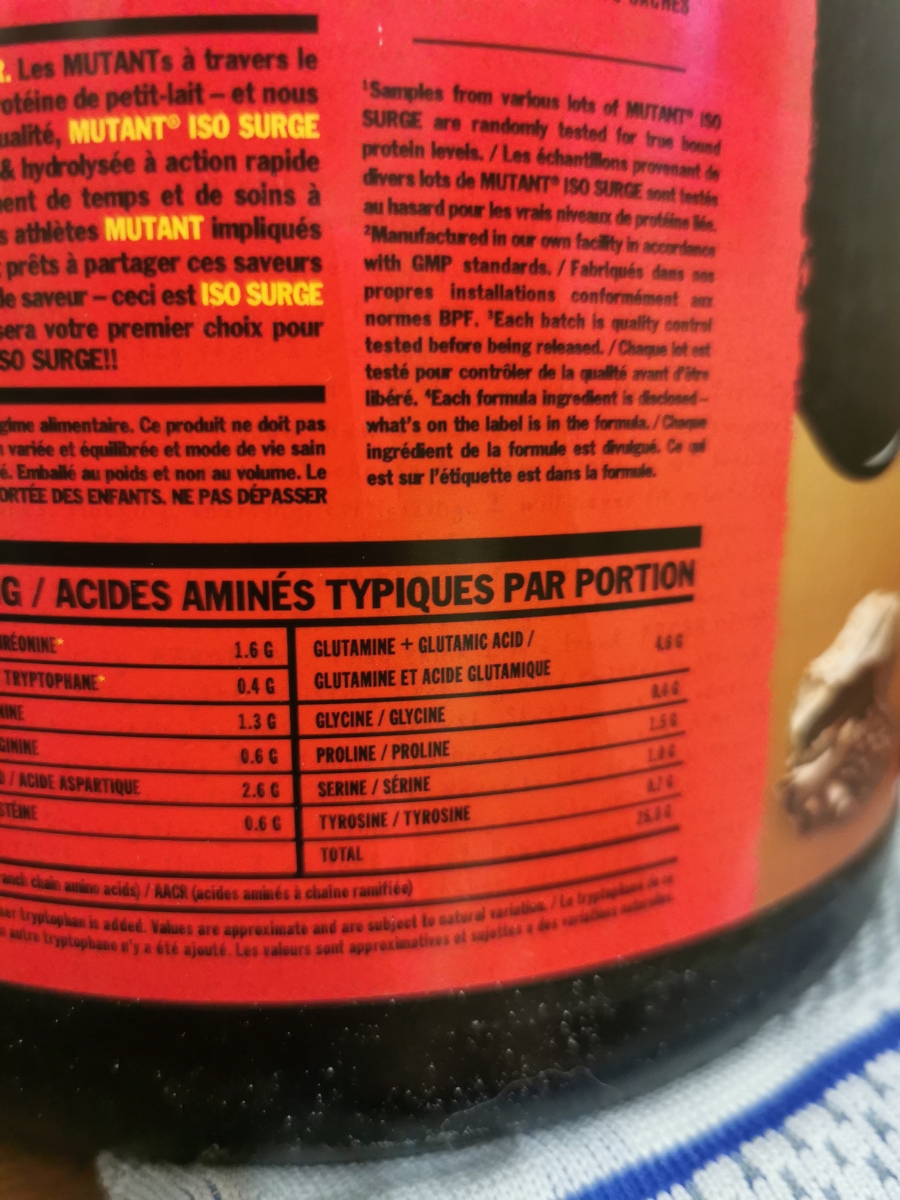 R. Les MUTANTs à travers le
otéine de petit-lait – et nous
ualité, MUTANT® ISO SURGE
& hydrolysée à action rapide
ent de temps et de soins à
s athlètes MUTANT impliqués
prêts à partager ces saveurs
le saveur – ceci est ISO SURGE
sera votre premier choix pour
SO SURGE!!
gime alimentaire. Ce produit ne doit pas
variée et équilibrée et mode de vie sain
é. Emballé au poids et non au volume. Le
ORTÉE DES ENFANTS. NE PAS DÉPASSER
¹Samples from various lots of MUTANT® ISO
SURGE are randomly tested for true bound
protein levels. / Les échantillons provenant de
divers lots de MUTANT® ISO SURGE sont testés
au hasard pour les vrais niveaux de protéine liée.
²Manufactured in our own facility in accordance
with GMP standards. / Fabriqués dans nos
propres installations conformément aux
normes BPF. ³Each batch is quality control
tested before being released. / Chaque lot est
testé pour contrôler de la qualité avant d'être
libéré. ⁴Each formula ingredient is disclosed–
what's on the label is in the formula. / Chaque
ingrédient de la formule est divulgué. Ce qui
est sur l'étiquette est dans la formule.
G / ACIDES AMINÉS TYPIQUES PAR PORTION
RÉONINE* 1.6 G
TRYPTOPHANE* 0.4 G
NINE 1.3 G
GININE 0.6 G
D / ACIDE ASPARTIQUE 2.6 G
STÉINE 0.6 G
GLUTAMINE + GLUTAMIC ACID /
GLUTAMINE ET ACIDE GLUTAMIQUE
GLYCINE / GLYCINE
PROLINE / PROLINE
SERINE / SÉRINE
TYROSINE / TYROSINE
TOTAL
ranch chain amino acids) / AACR (acides aminés à chaîne ramifiée)
her tryptophan is added. Values are approximate and are subject to natural variation. / Le tryptophane de ce
n autre tryptophane n'y a été ajouté. Les valeurs sont approximatives et sujettes a des variations naturales.